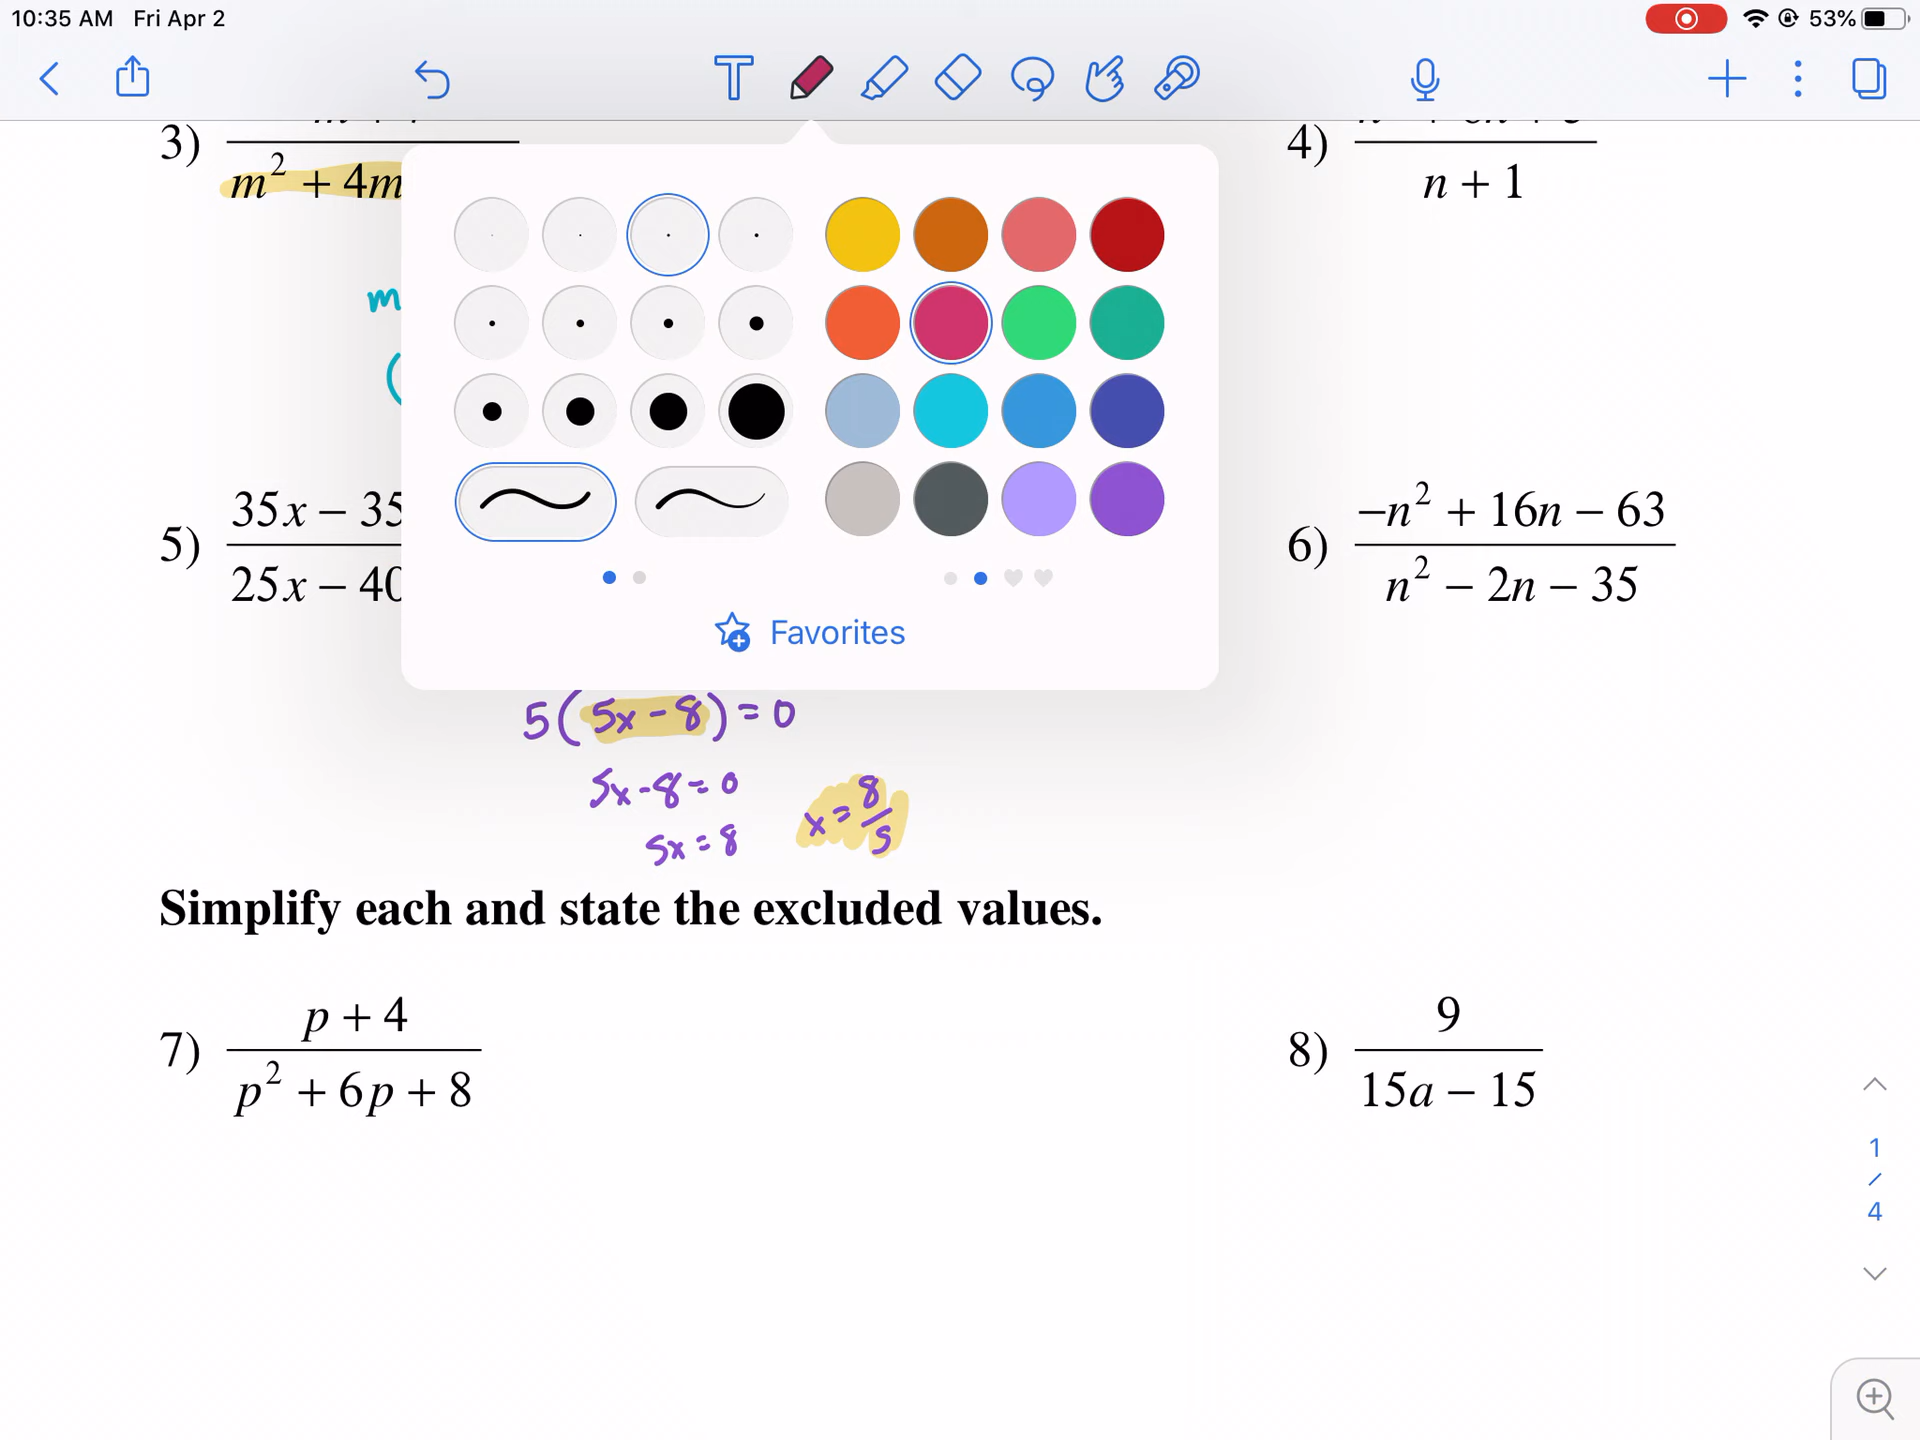 10:35 AM Fri Apr 2
53%
3)
m² + 4m
4)
n + 1
m
(
5) 35x − 35
25x − 40
6) −n² + 16n − 63
n² − 2n − 35
Favorites
5(5x - 8) = 0
5x - 8 = 0
5x = 8
x = 8/5
Simplify each and state the excluded values.
7) p + 4
p² + 6p + 8
8) 9
15a − 15
1
/
4